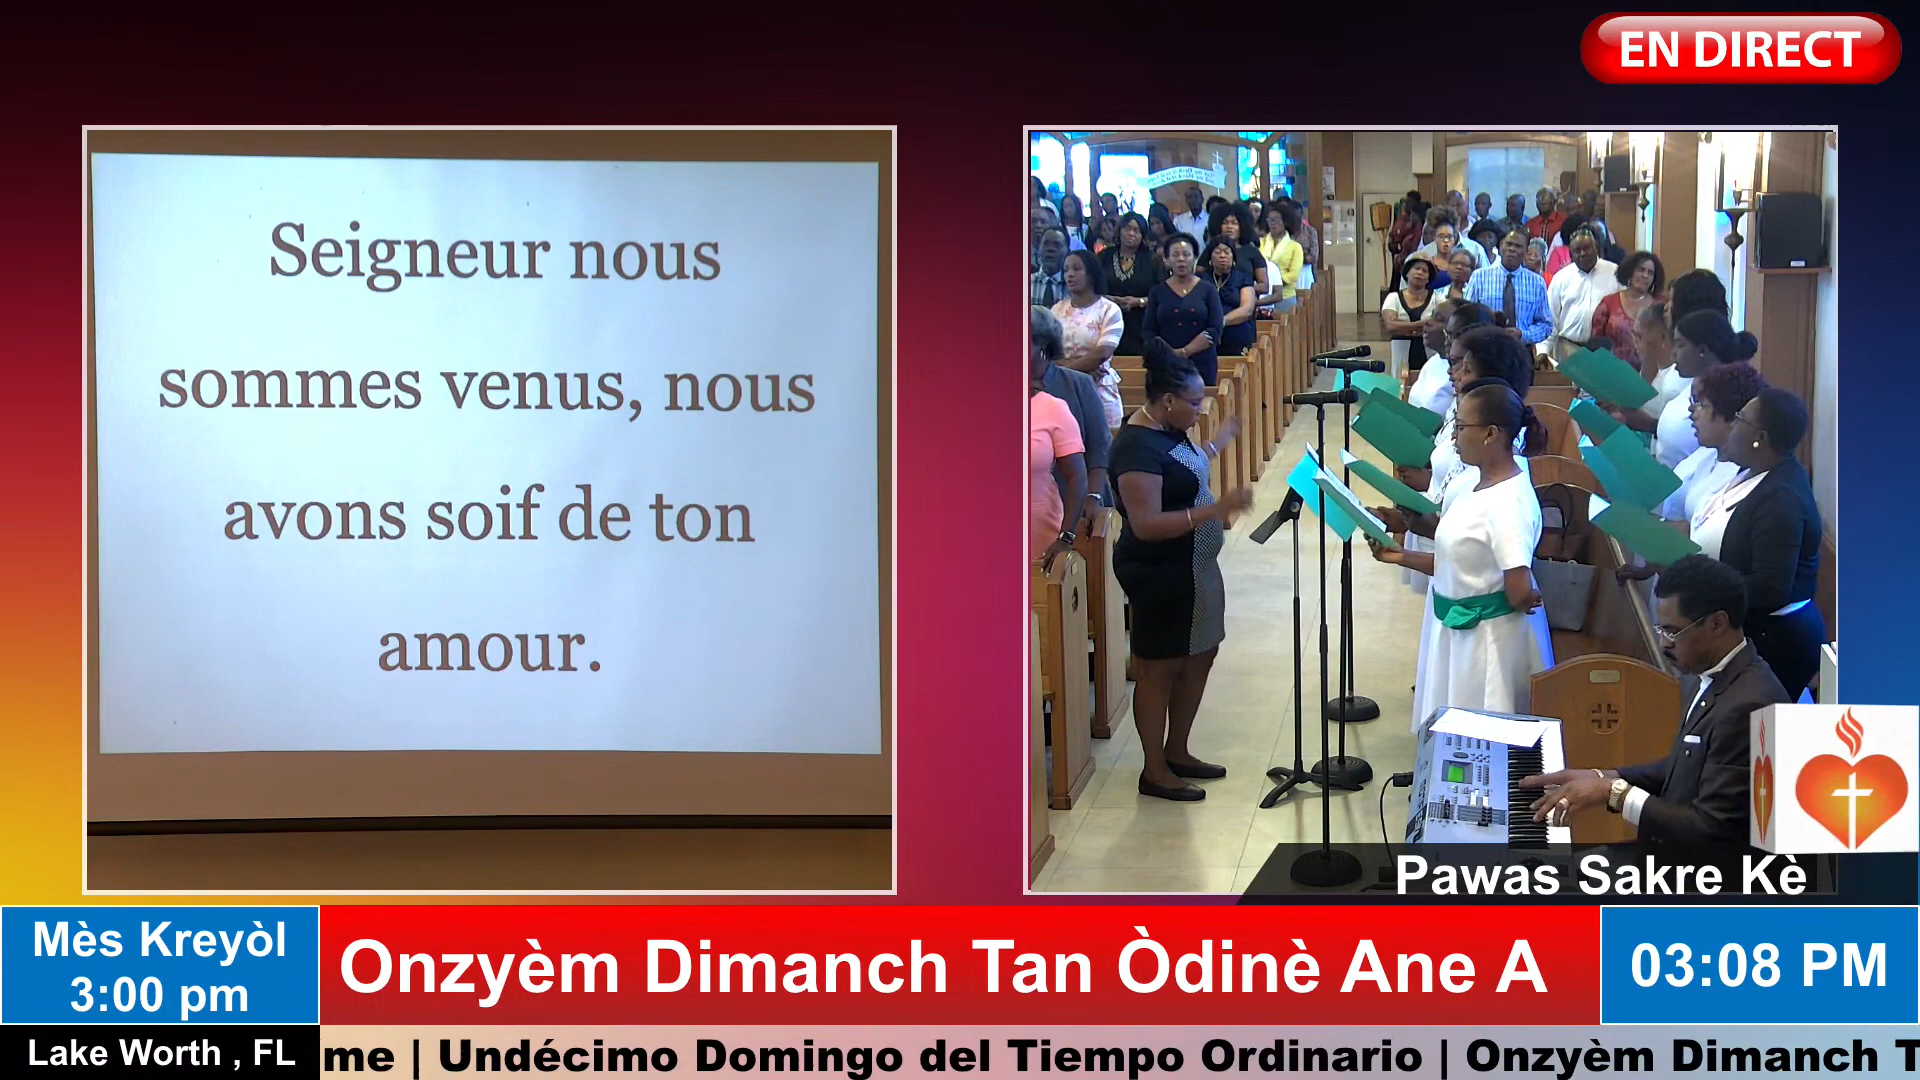 EN DIRECT
Seigneur nous
sommes venus, nous
avons soif de ton
amour.
Pawas Sakre Kè
Mès Kreyòl
3:00 pm
Onzyèm Dimanch Tan Òdinè Ane A
03:08 PM
Lake Worth , FL
me | Undécimo Domingo del Tiempo Ordinario | Onzyèm Dimanch T